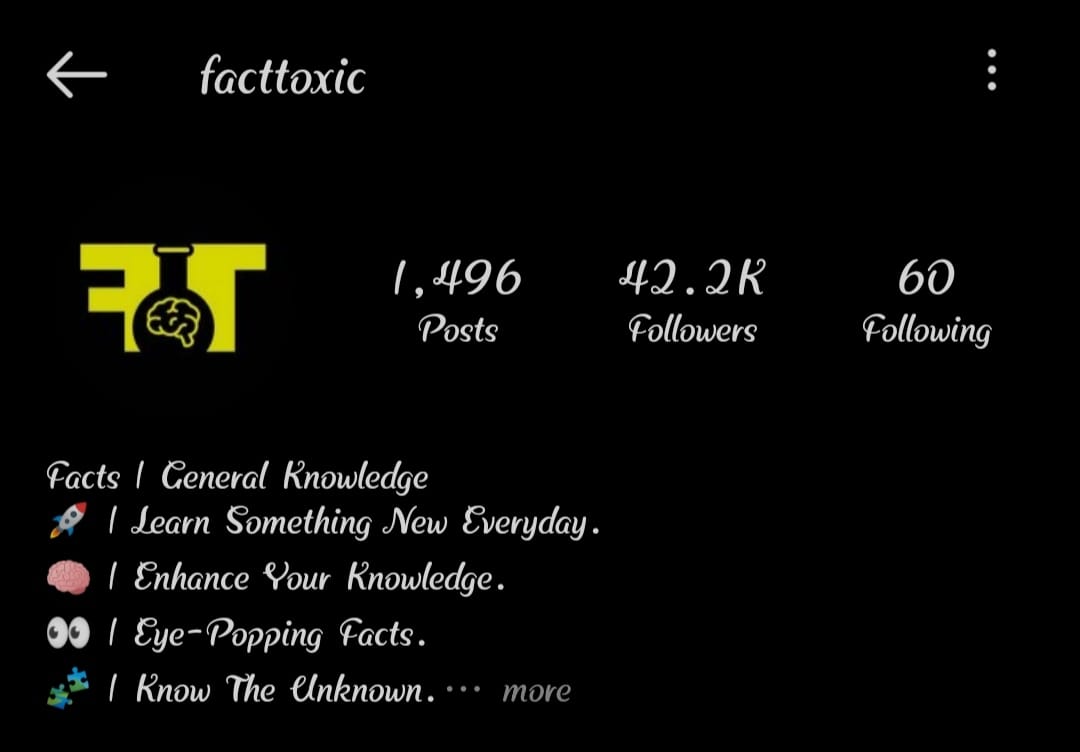 facttoxic
FT
1,496
42.2K
60
Posts
Followers
Following
Facts | General Knowledge
🚀 | Learn Something New Everyday.
🧠 | Enhance Your Knowledge.
👀 | Eye-Popping Facts.
🧩 | Know The Unknown. ... more